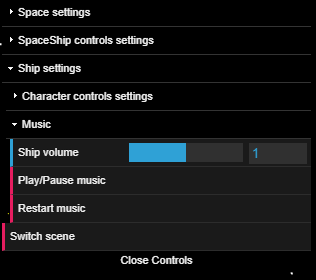 Space settings
SpaceShip controls settings
Ship settings
Character controls settings
Music
Ship volume 1
Play/Pause music
Restart music
Switch scene
Close Controls